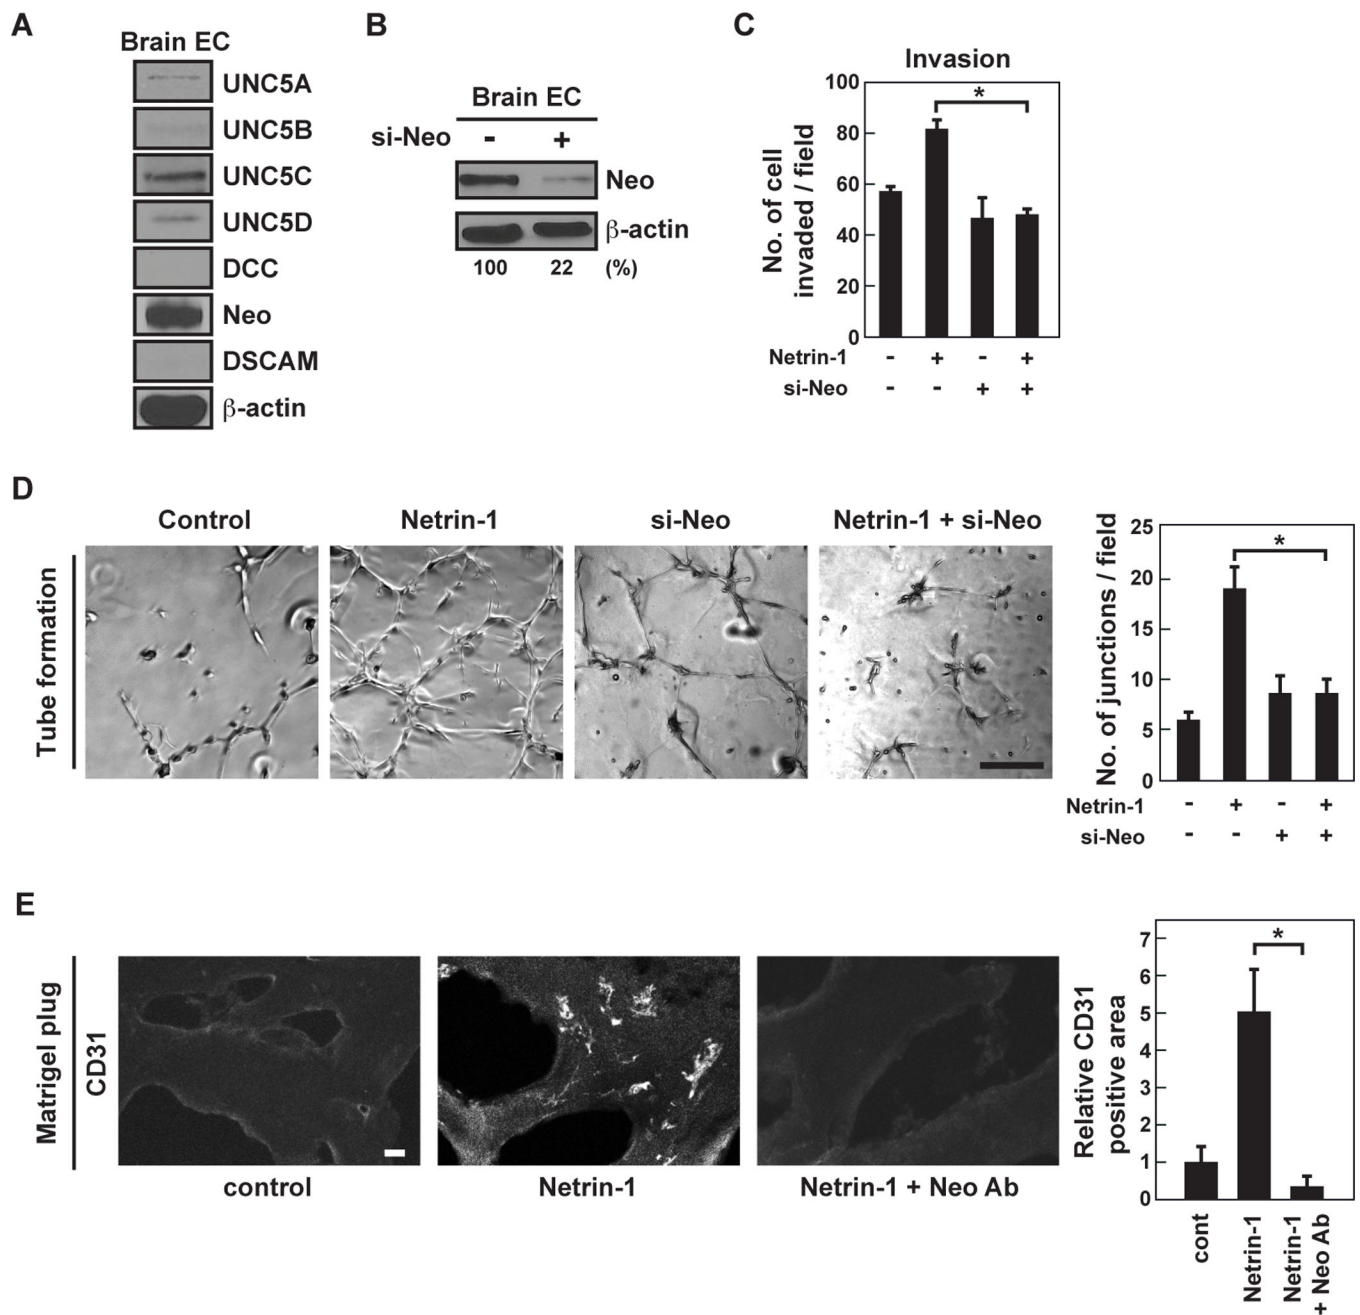 A
Brain EC
UNC5A
UNC5B
UNC5C
UNC5D
DCC
Neo
DSCAM
β-actin
B
Brain EC
si-Neo - +
Neo
β-actin
100 22 (%)
C
Invasion
No. of cell
invaded / field
100
80
60
40
20
0
*
Netrin-1 - + - +
si-Neo - - + +
D
Control Netrin-1 si-Neo Netrin-1 + si-Neo
Tube formation
No. of junctions / field
25
20
15
10
5
0
*
Netrin-1 - + - +
si-Neo - - + +
E
Matrigel plug
CD31
control Netrin-1 Netrin-1 + Neo Ab
Relative CD31
positive area
7
6
5
4
3
2
1
0
*
cont
Netrin-1
Netrin-1
+ Neo Ab